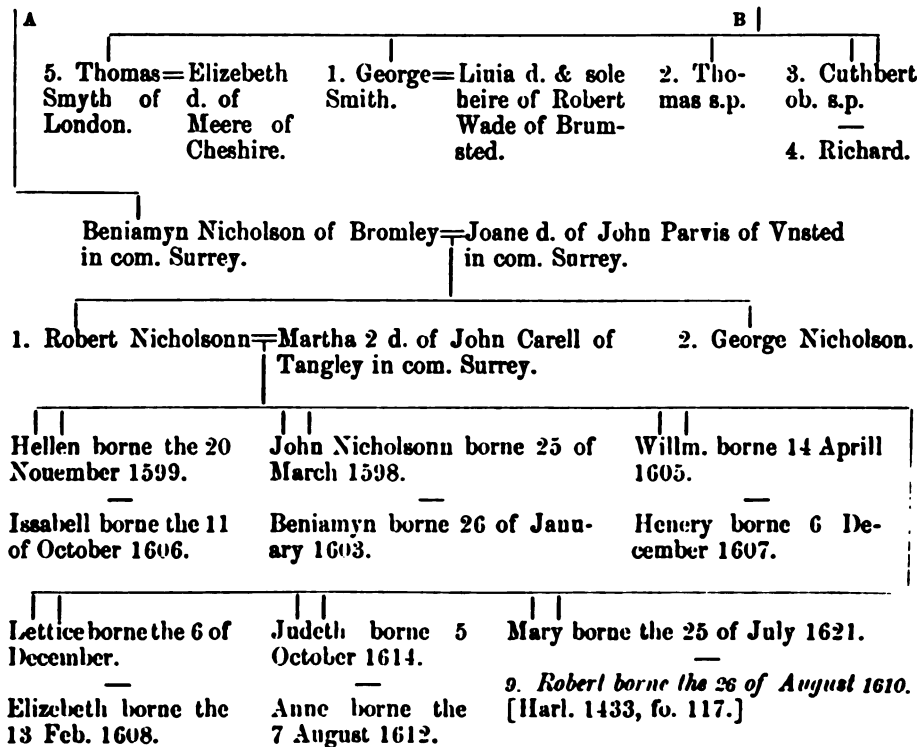 A
B
5. Thomas=Elizebeth
Smyth of
London.
d. of
Meere of
Cheshire.
1. George=Liuia d. & sole
Smith.
heire of Robert
Wade of Brum-
sted.
2. Tho-
mas s.p.
3. Cuthbert
ob. s.p.
—
4. Richard.
Beniamyn Nicholson of Bromley=Joane d. of John Parvis of Vnsted
in com. Surrey.
in com. Surrey.
1. Robert Nicholsonn=Martha 2 d. of John Carell of
Tangley in com. Surrey.
2. George Nicholson.
Hellen borne the 20
Nouember 1599.
—
Issabell borne the 11
of October 1606.
John Nicholsonn borne 25 of
March 1598.
—
Beniamyn borne 26 of Janu-
ary 1603.
Willm. borne 14 Aprill
1605.
—
Henery borne 6 De-
cember 1607.
Lettice borne the 6 of
December.
—
Elizebeth borne the
13 Feb. 1608.
Judeth borne 5
October 1614.
—
Anne borne the
7 August 1612.
Mary borne the 25 of July 1621.
—
9. Robert borne the 26 of August 1610.
[Harl. 1433, fo. 117.]